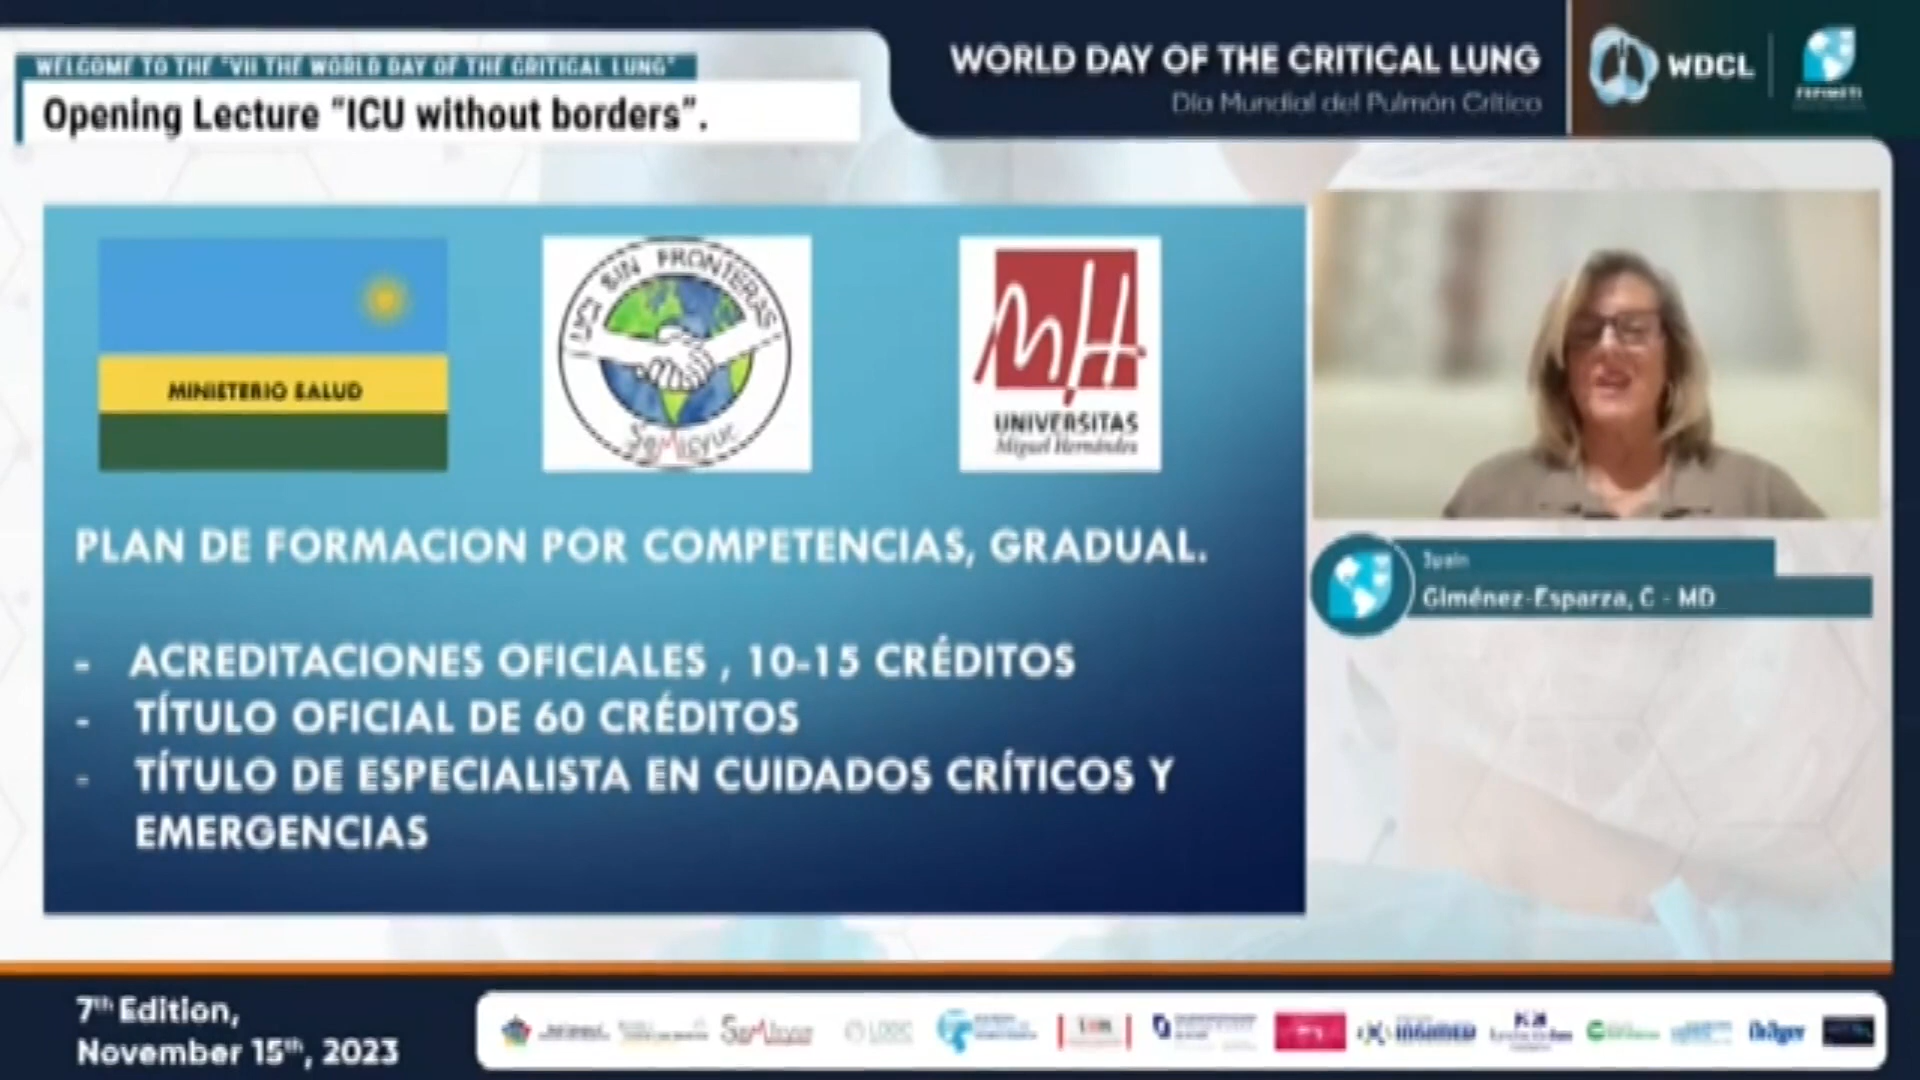 WELCOME TO THE "VII THE WORLD DAY OF THE CRITICAL LUNG"
Opening Lecture "ICU without borders".
WORLD DAY OF THE CRITICAL LUNG
Día Mundial del Pulmón Crítico
WDCL
MINISTERIO SALUD
UCI SIN FRONTERAS
SeMicyuc
MH
UNIVERSITAS
Miguel Hernández
PLAN DE FORMACION POR COMPETENCIAS, GRADUAL.
- ACREDITACIONES OFICIALES , 10-15 CRÉDITOS
- TÍTULO OFICIAL DE 60 CRÉDITOS
- TÍTULO DE ESPECIALISTA EN CUIDADOS CRÍTICOS Y
EMERGENCIAS
Spain
Giménez-Esparza, C - MD
7th Edition,
November 15th, 2023
SeMicyuc
Dräger